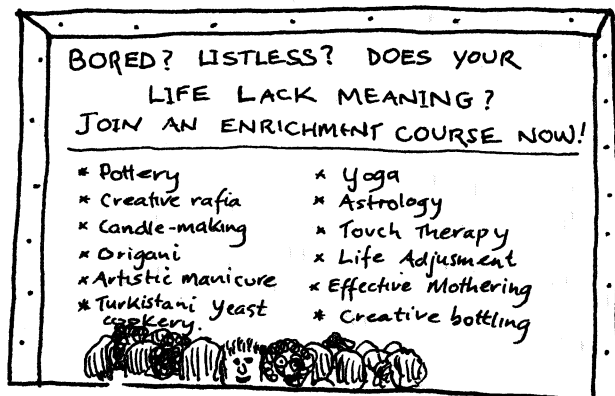 BORED? LISTLESS? DOES YOUR
LIFE LACK MEANING?
JOIN AN ENRICHMENT COURSE NOW!
* Pottery
* Creative rafia
* Candle-making
* Origani
* Artistic manicure
* Turkistani yeast
cookery.
* Yoga
* Astrology
* Touch Therapy
* Life Adjusment
* Effective Mothering
* Creative bottling